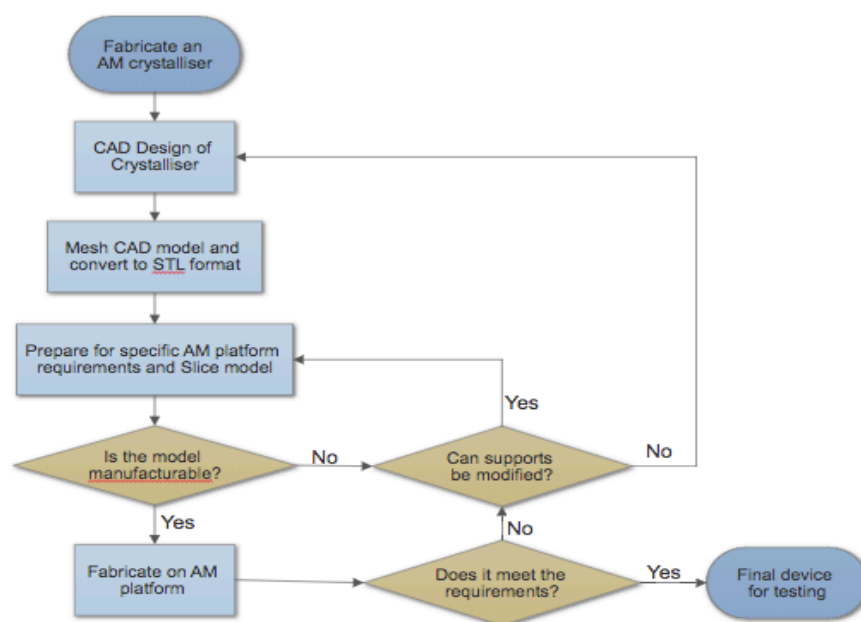 Fabricate an
AM crystalliser
CAD Design of
Crystalliser
Mesh CAD model and
convert to STL format
Prepare for specific AM platform
requirements and Slice model
Yes
Is the model
manufacturable?
No
Can supports
be modified?
No
Yes
No
Fabricate on AM
platform
Does it meet the
requirements?
Yes
Final device
for testing